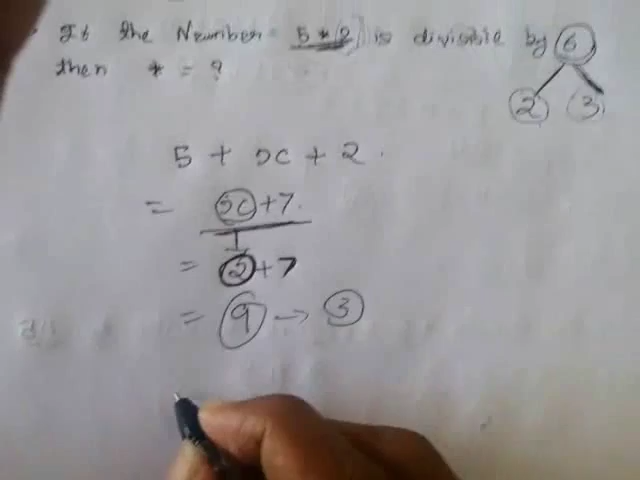 If the Number 5 * 2 is divisible by 6
then * = ?
2 3
5 + x + 2
= x + 7
= 2 + 7
= 9 → 3